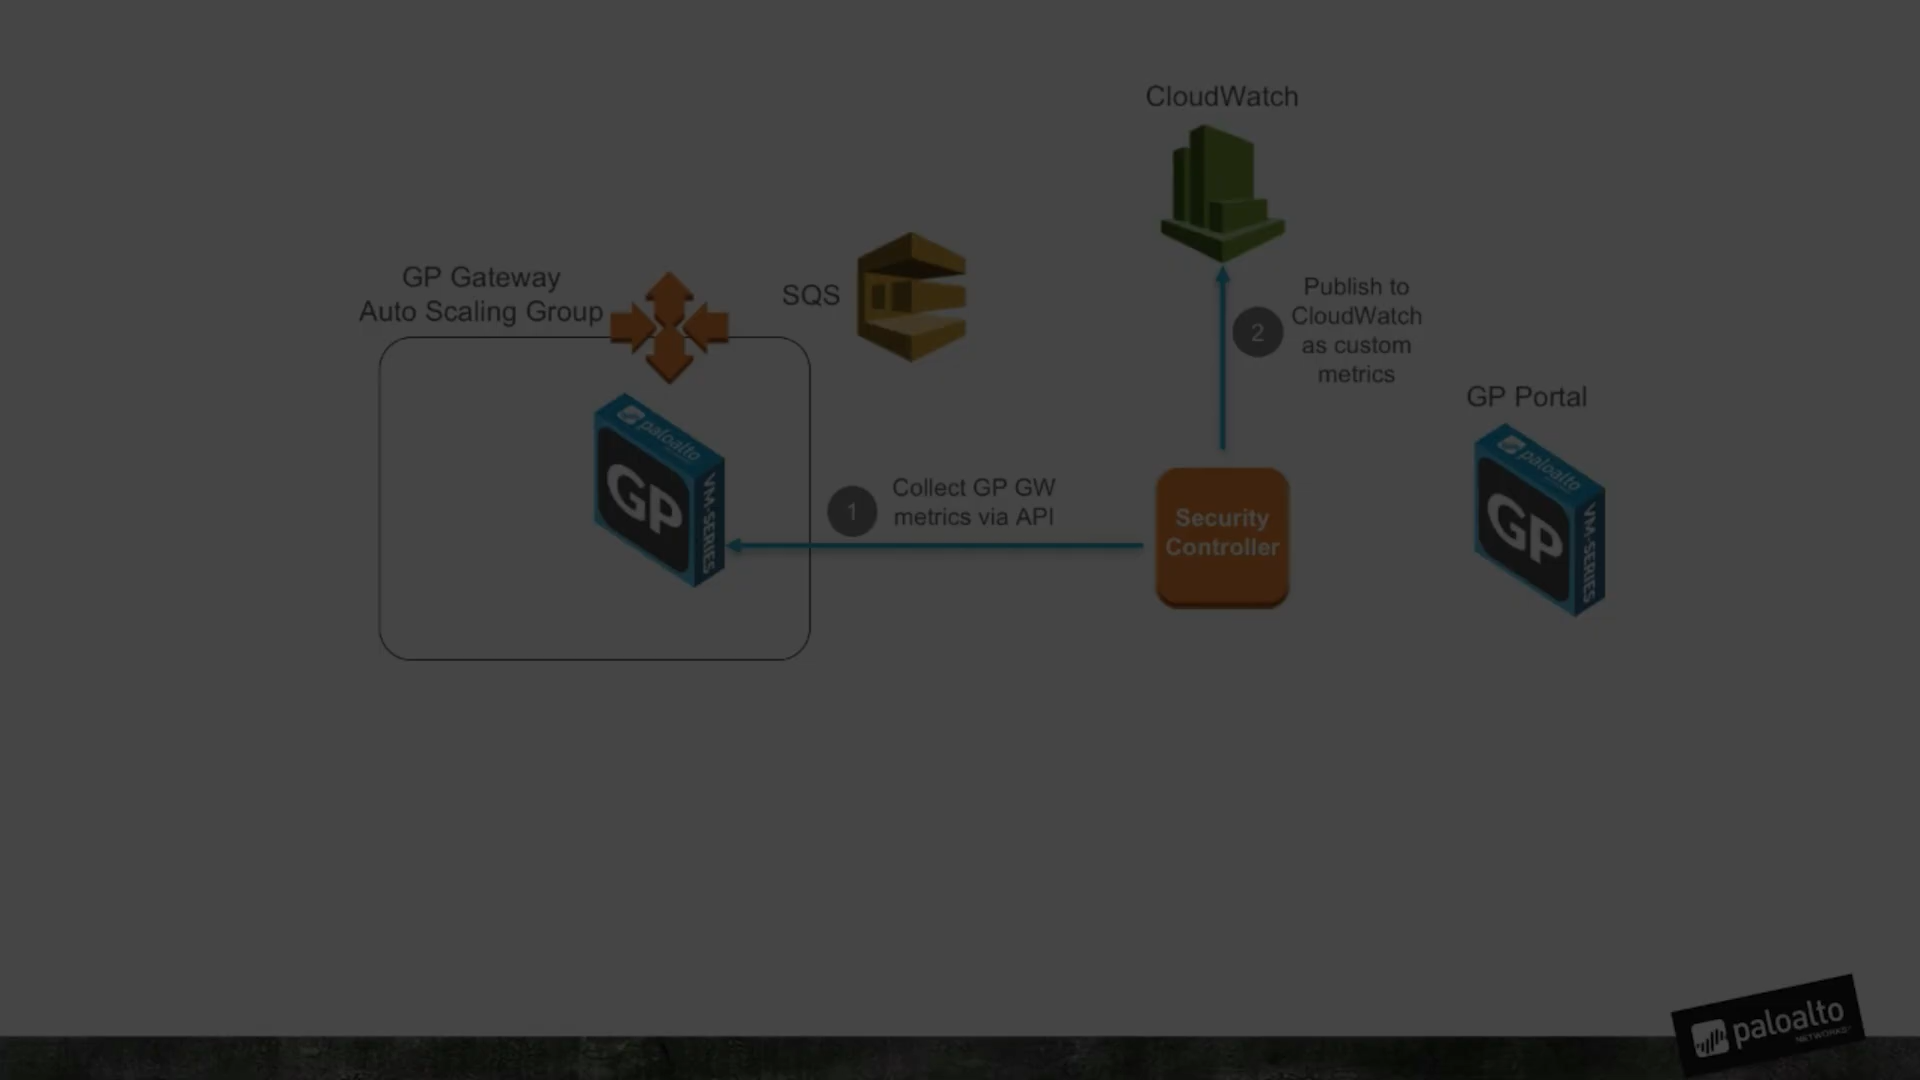 CloudWatch
GP Gateway
Auto Scaling Group
SQS
Publish to
CloudWatch
as custom
metrics
2
GP Portal
paloalto
GP
VM-SERIES
1
Collect GP GW
metrics via API
Security
Controller
paloalto
GP
VM-SERIES
paloalto
NETWORKS